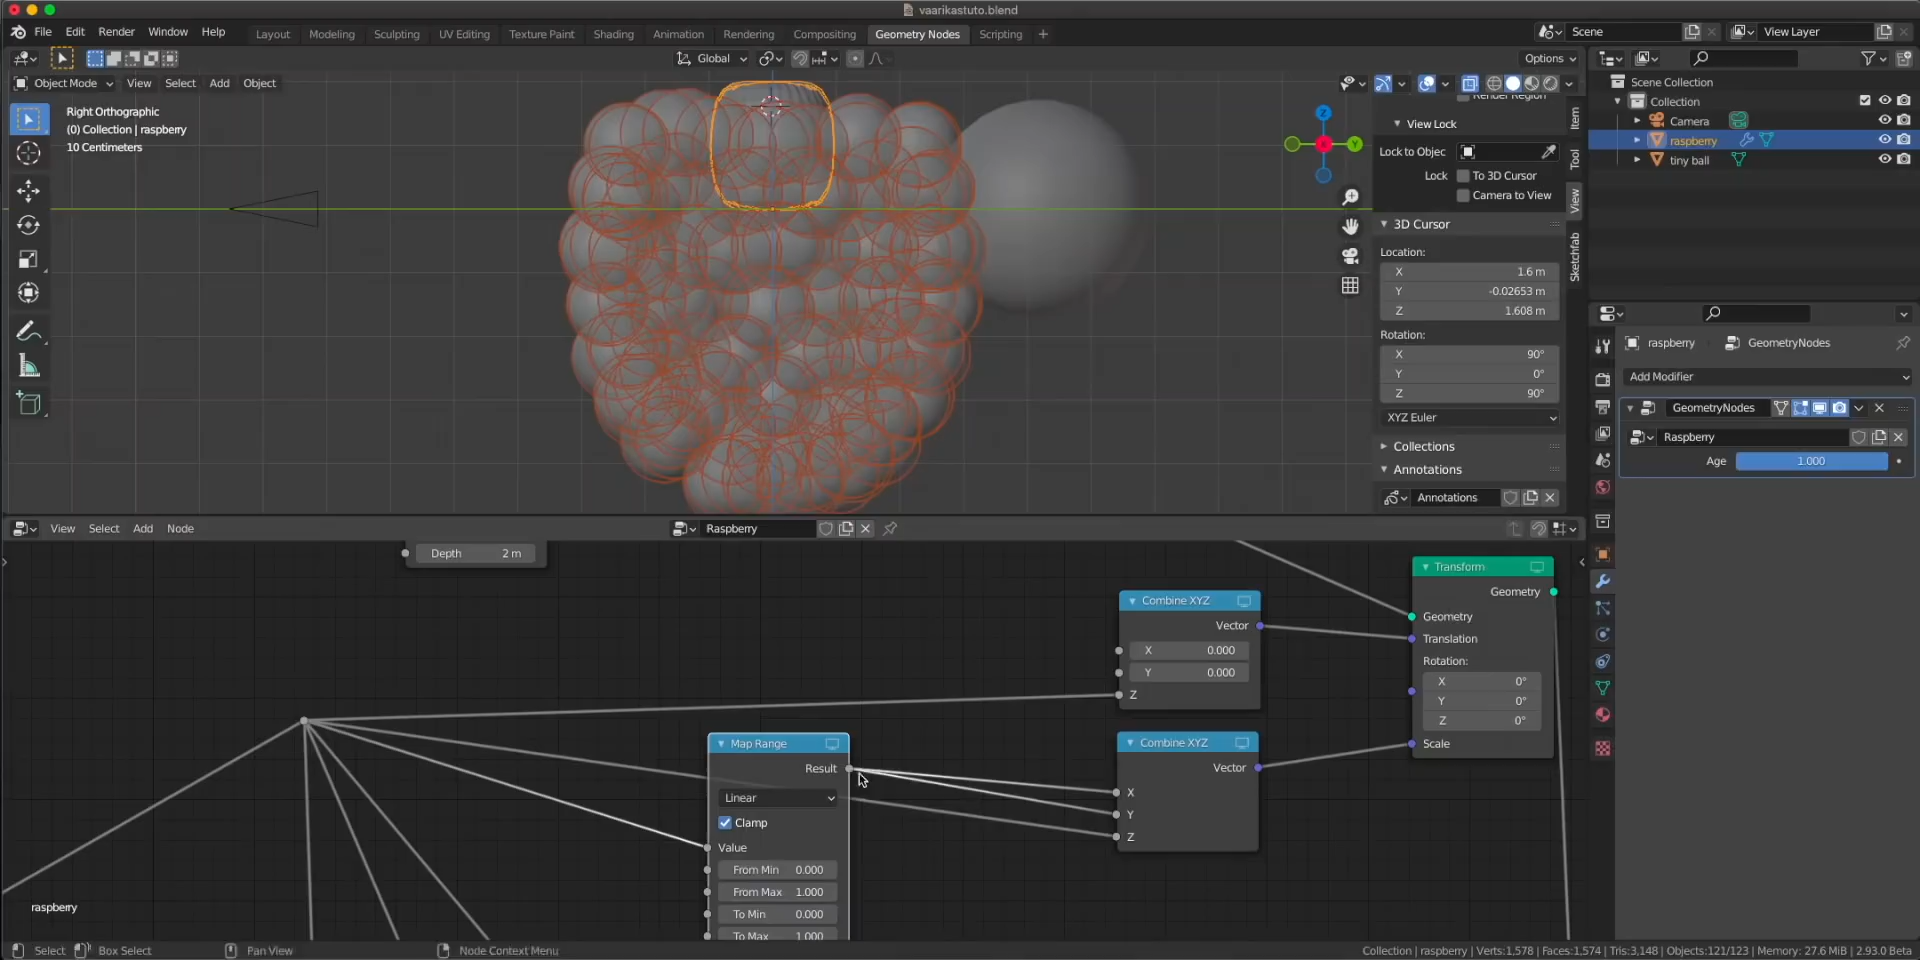 vaarikastuto.blend
File Edit Render Window Help
Layout Modeling Sculpting UV Editing Texture Paint Shading Animation Rendering Compositing Geometry Nodes Scripting +
Scene
View Layer
Global
Options
Object Mode View Select Add Object
Right Orthographic
(0) Collection | raspberry
10 Centimeters
Z
Y
Render Region
View Lock
Lock to Objec
Lock To 3D Cursor
Camera to View
3D Cursor
Location:
X 1.6 m
Y -0.02653 m
Z 1.608 m
Rotation:
X 90°
Y 0°
Z 90°
XYZ Euler
Collections
Annotations
Annotations
Item
Tool
View
Sketchfab
Scene Collection
Collection
Camera
raspberry
tiny ball
raspberry GeometryNodes
Add Modifier
GeometryNodes
Raspberry
Age 1.000
View Select Add Node
Raspberry
Depth 2 m
Map Range
Result
Linear
Clamp
Value
From Min 0.000
From Max 1.000
To Min 0.000
To Max 1.000
Combine XYZ
Vector
X 0.000
Y 0.000
Z
Combine XYZ
Vector
X
Y
Z
Transform
Geometry
Geometry
Translation
Rotation:
X 0°
Y 0°
Z 0°
Scale
raspberry
Select Box Select Pan View Node Context Menu
Collection | raspberry | Verts:1,578 | Faces:1,574 | Tris:3,148 | Objects:121/123 | Memory: 27.6 MiB | 2.93.0 Beta